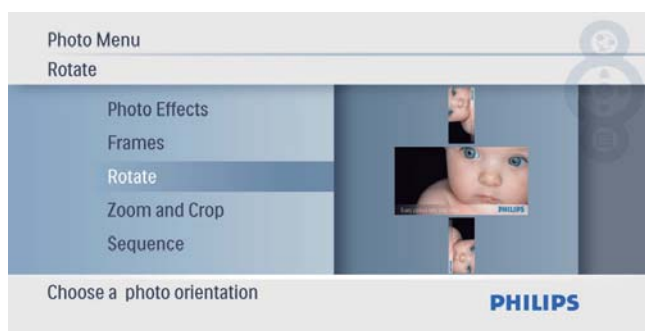 Photo Menu
Rotate
Photo Effects
Frames
Rotate
Zoom and Crop
Sequence
PHILIPS
Choose a photo orientation
PHILIPS